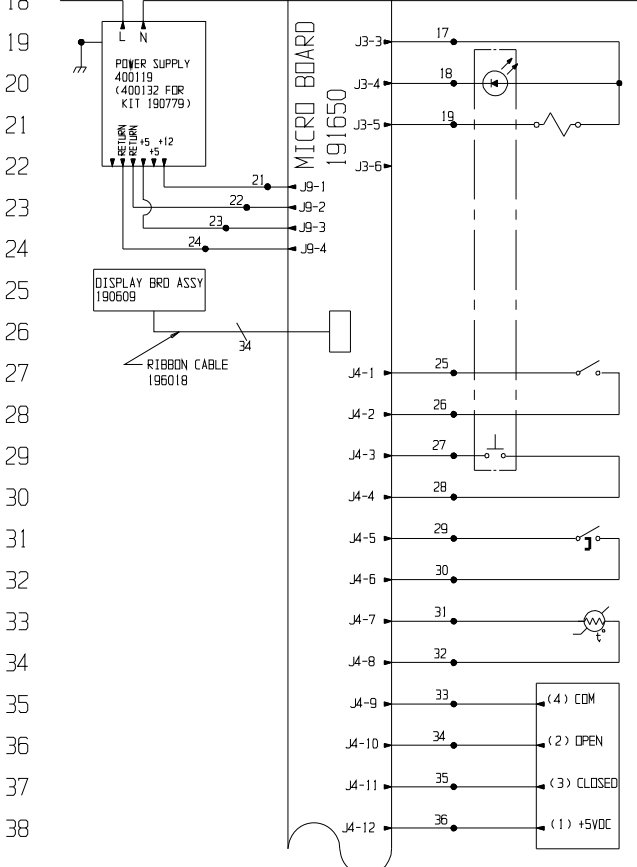 18
19
20
21
22
23
24
25
26
27
28
29
30
31
32
33
34
35
36
37
38
L N
POWER SUPPLY
400119
(400132 FOR
KIT 190779)
RETURN
RETURN
+5
+5
+12
MICRO BOARD
191650
21
J9-1
22
J9-2
23
J9-3
24
J9-4
DISPLAY BRD ASSY
190609
34
RIBBON CABLE
196018
J3-3
17
J3-4
18
J3-5
19
J3-6
J4-1
25
J4-2
26
J4-3
27
J4-4
28
J4-5
29
J4-6
30
J4-7
31
t°
J4-8
32
J4-9
33
(4) COM
J4-10
34
(2) OPEN
J4-11
35
(3) CLOSED
J4-12
36
(1) +5VDC